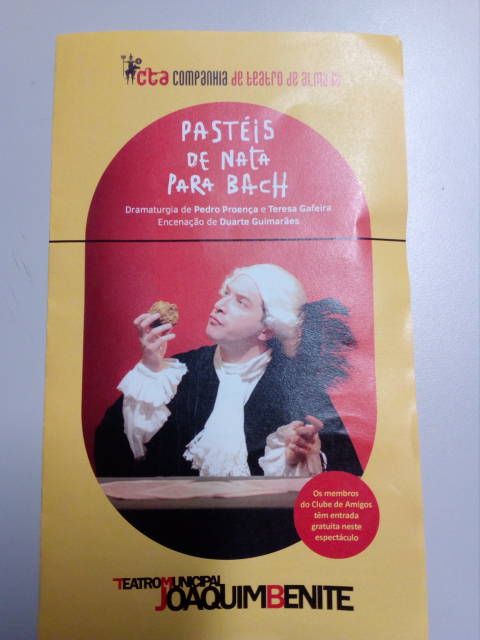 cta COMPANHIA DE TEATRO DE ALMADA
PASTÉIS
DE NATA
PARA BACH
Dramaturgia de Pedro Proença e Teresa Gafeira
Encenação de Duarte Guimarães
Os membros
do Clube de Amigos
têm entrada
gratuita neste
espectáculo
TEATRO MUNICIPAL
JOAQUIM BENITE